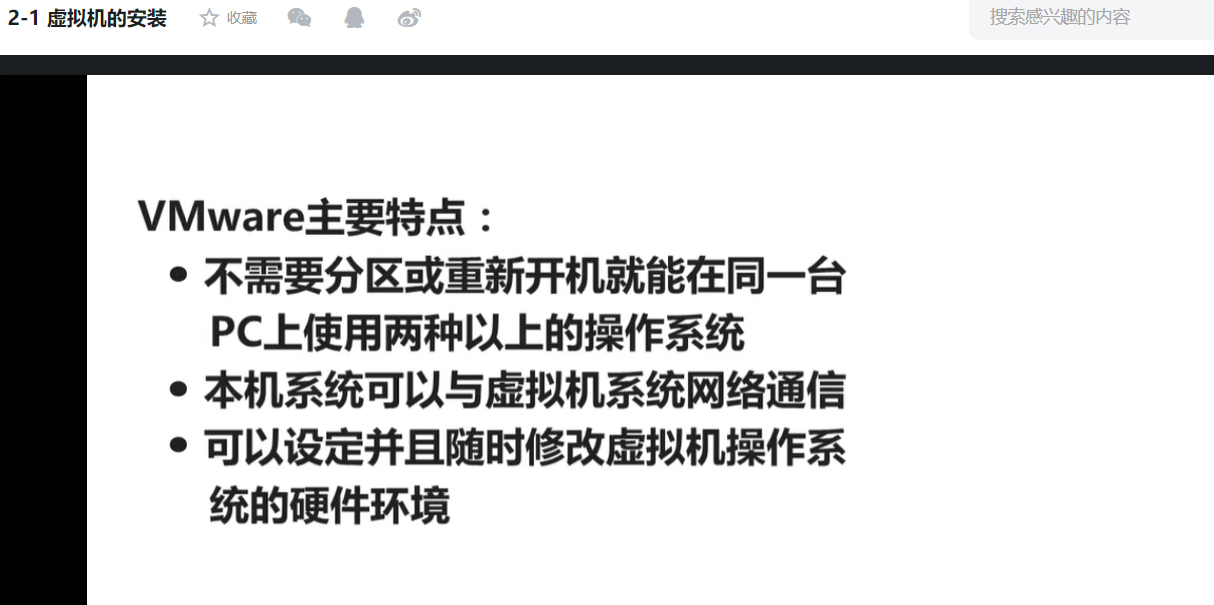 2-1 虚拟机的安装 收藏 搜索感兴趣的内容
VMware主要特点：
• 不需要分区或重新开机就能在同一台
PC上使用两种以上的操作系统
• 本机系统可以与虚拟机系统网络通信
• 可以设定并且随时修改虚拟机操作系
统的硬件环境